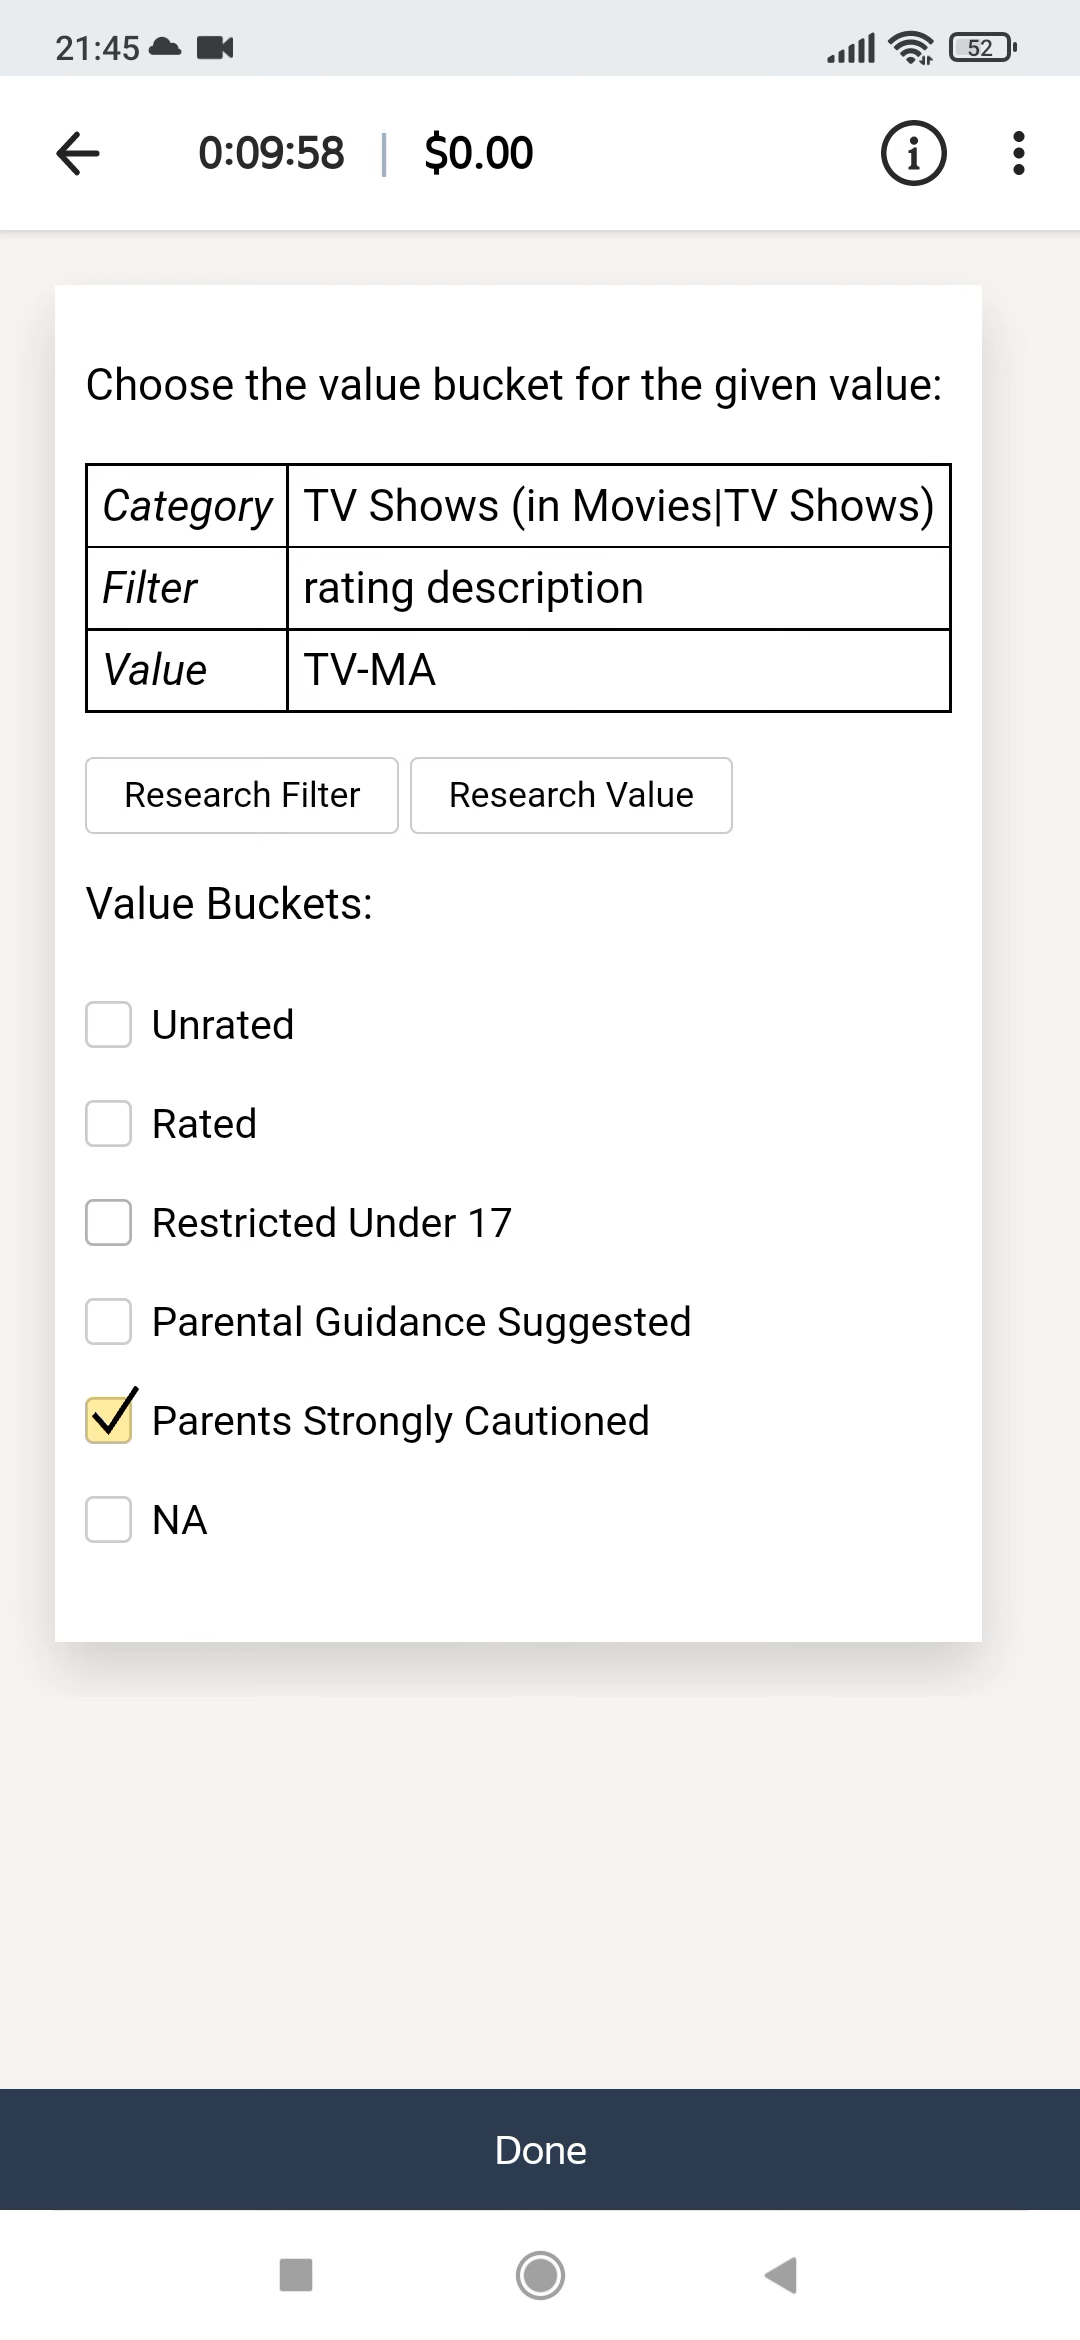 21:45
52
0:09:58 | $0.00
Choose the value bucket for the given value:
Category TV Shows (in Movies|TV Shows)
Filter rating description
Value TV-MA
Research Filter Research Value
Value Buckets:
Unrated
Rated
Restricted Under 17
Parental Guidance Suggested
Parents Strongly Cautioned
NA
Done